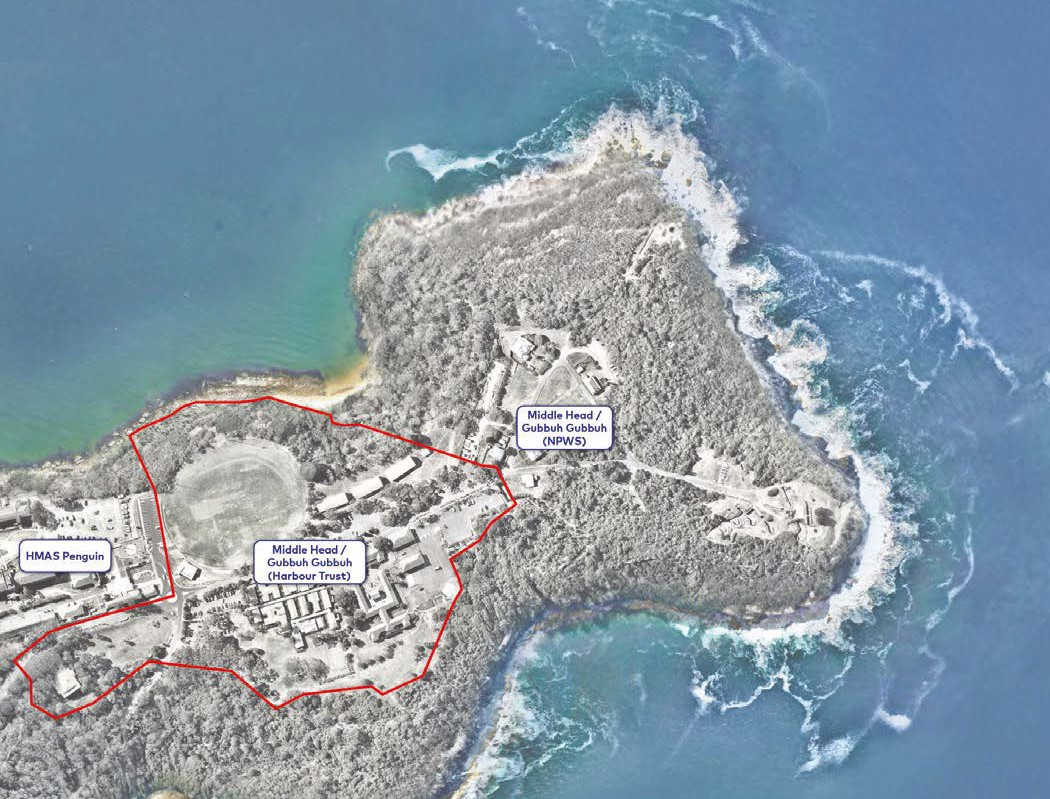 Middle Head /
Gubbuh Gubbuh
(NPWS)
HMAS Penguin
Middle Head /
Gubbuh Gubbuh
(Harbour Trust)